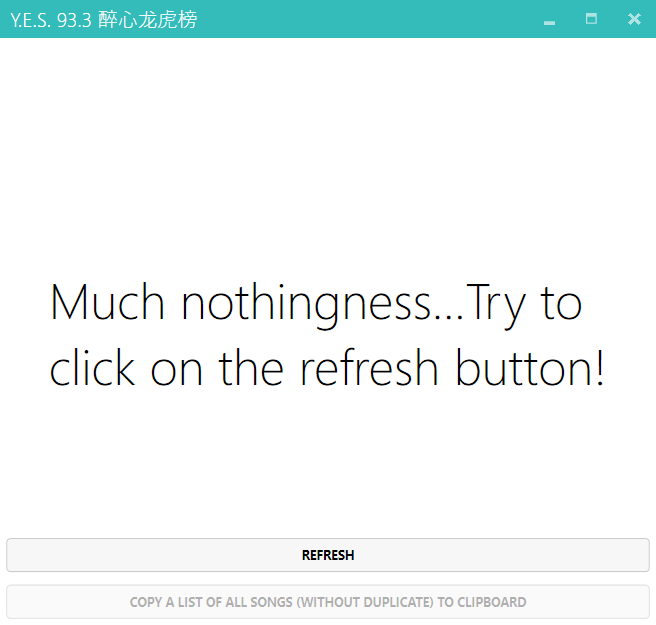 Y.E.S. 93.3 醉心龙虎榜
Much nothingness...Try to
click on the refresh button!
REFRESH
COPY A LIST OF ALL SONGS (WITHOUT DUPLICATE) TO CLIPBOARD